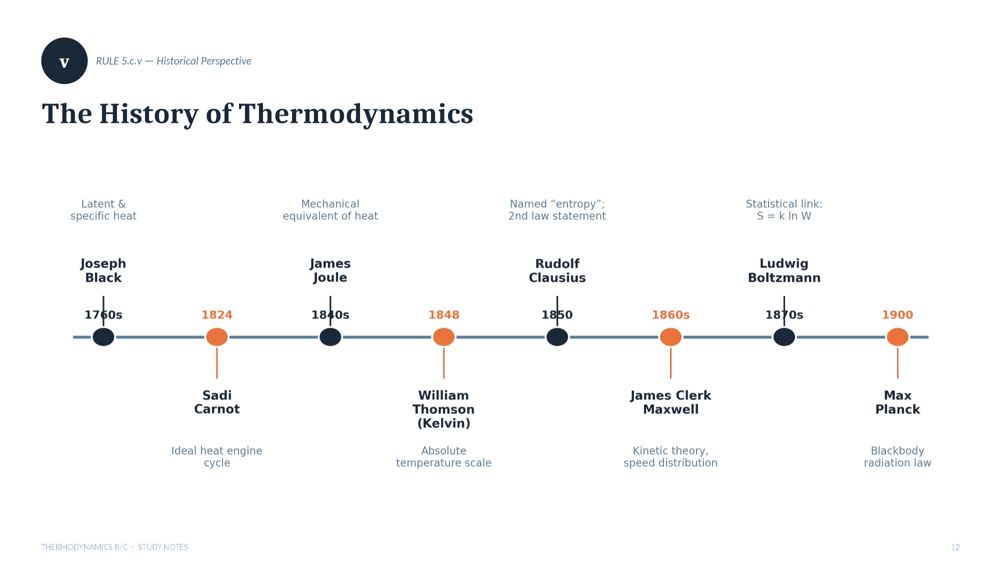 v
RULE 5.c.v — Historical Perspective
The History of Thermodynamics
Latent &
specific heat
Joseph
Black
1760s
1824
Sadi
Carnot
Ideal heat engine
cycle
Mechanical
equivalent of heat
James
Joule
1840s
1848
William
Thomson
(Kelvin)
Absolute
temperature scale
Named “entropy”;
2nd law statement
Rudolf
Clausius
1850
1860s
James Clerk
Maxwell
Kinetic theory,
speed distribution
Statistical link:
S = k ln W
Ludwig
Boltzmann
1870s
1900
Max
Planck
Blackbody
radiation law
THERMODYNAMICS B/C · STUDY NOTES
12